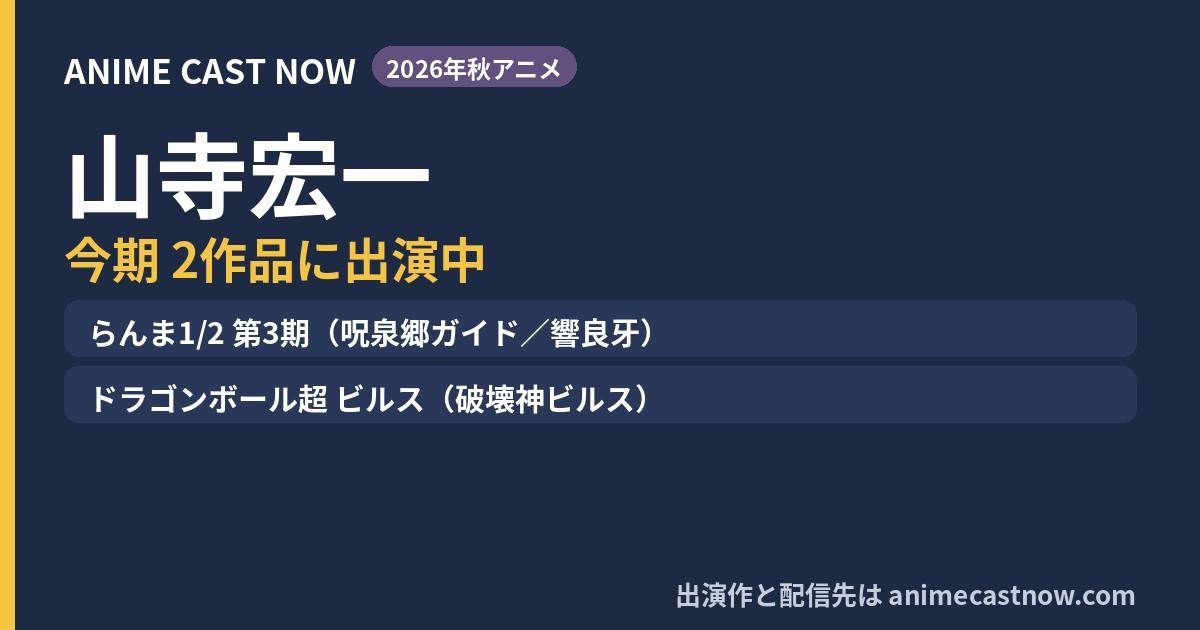 ANIME CAST NOW 2026年秋アニメ
山寺宏一
今期 2作品に出演中
らんま1/2 第3期（呪泉郷ガイド／響良牙）
ドラゴンボール超 ビルス（破壊神ビルス）
出演作と配信先は animecastnow.com